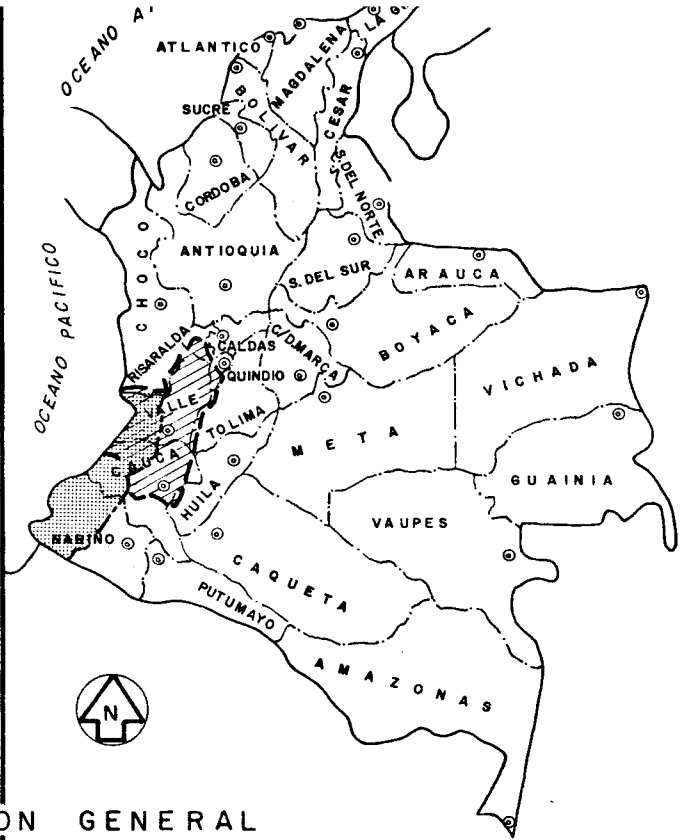 OCEANO A
ATLANTICO
MAGDALENA
LA G
SUCRE
BOLIVAR
CESAR
S. DEL NORTE
CORDOBA
CHOCO
ANTIOQUIA
S. DEL SUR
ARAUCA
OCEANO PACIFICO
RISARALDA
CALDAS
C/DMARCA
BOYACA
QUINDIO
VICHADA
VALLE
TOLIMA
META
CAUCA
GUAINIA
HUILA
VAUPES
NARIÑO
CAQUETA
PUTUMAYO
AMAZONAS
N
ON GENERAL